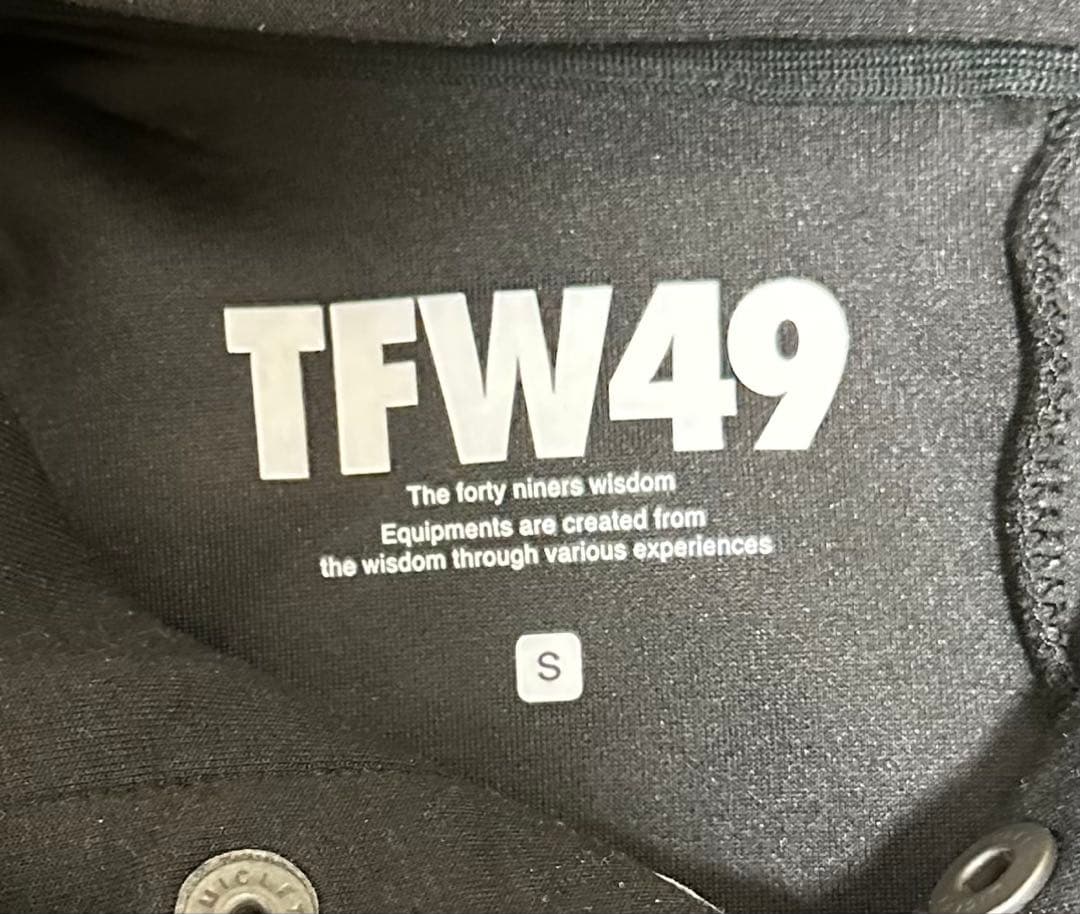 TFW49
The forty niners wisdom
Equipments are created from
the wisdom through various experiences
S